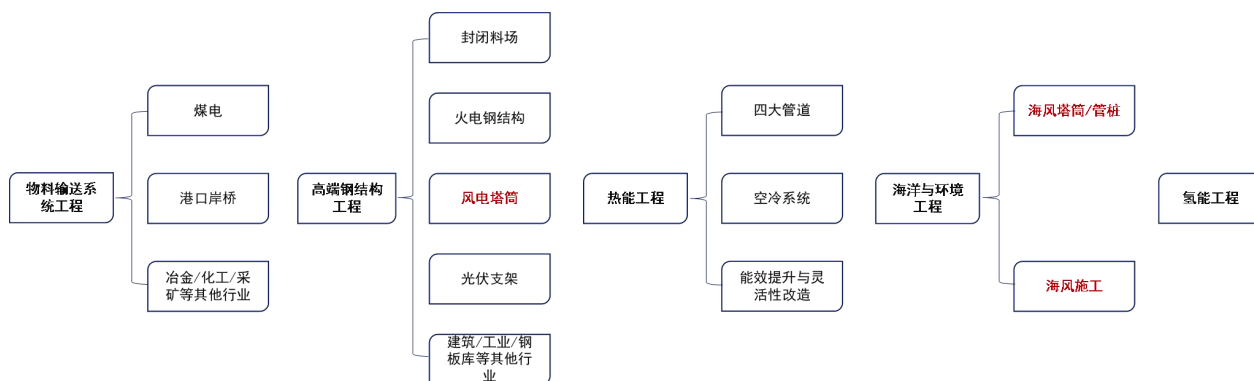 物料输送系
统工程
煤电
港口岸桥
冶金/化工/采
矿等其他行业
高端钢结构
工程
封闭料场
火电钢结构
风电塔筒
光伏支架
建筑/工业/钢
板库等其他行
业
热能工程
四大管道
空冷系统
能效提升与灵
活性改造
海洋与环境
工程
海风塔筒/管桩
海风施工
氢能工程